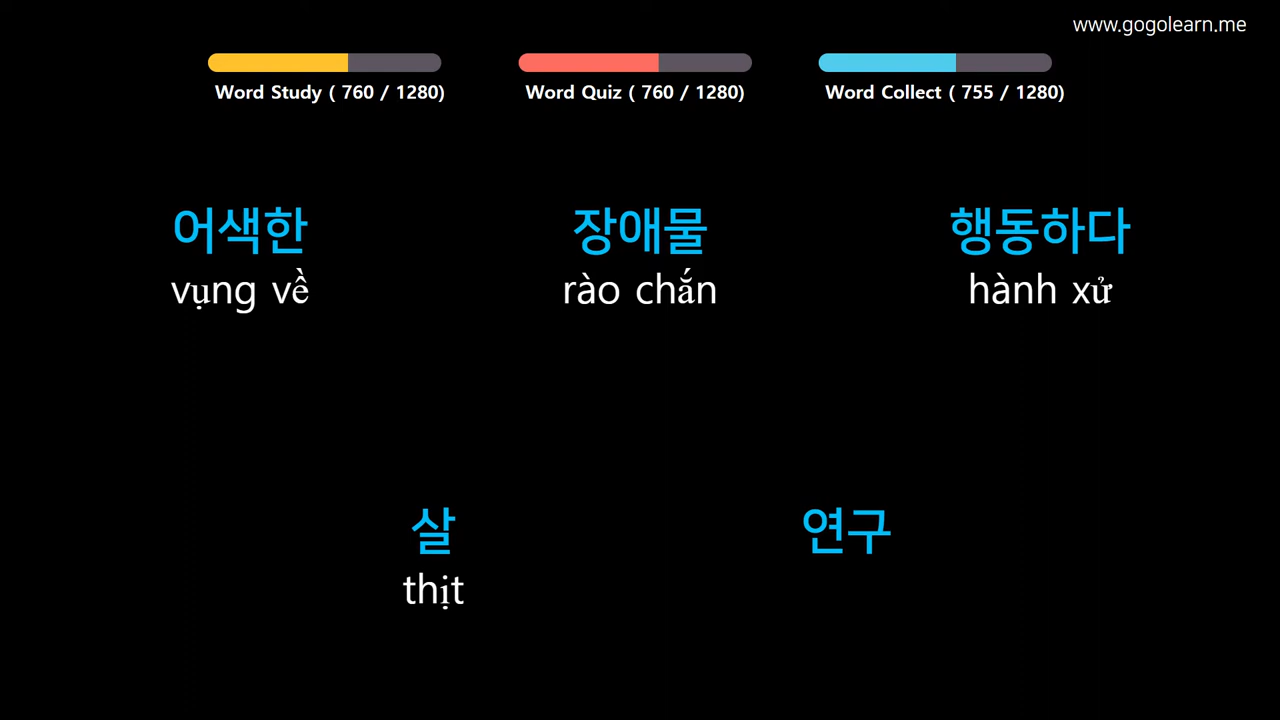 www.gogolearn.me
Word Study ( 760 / 1280)
Word Quiz ( 760 / 1280)
Word Collect ( 755 / 1280)
어색한
vụng về
장애물
rào chắn
행동하다
hành xử
살
thịt
연구